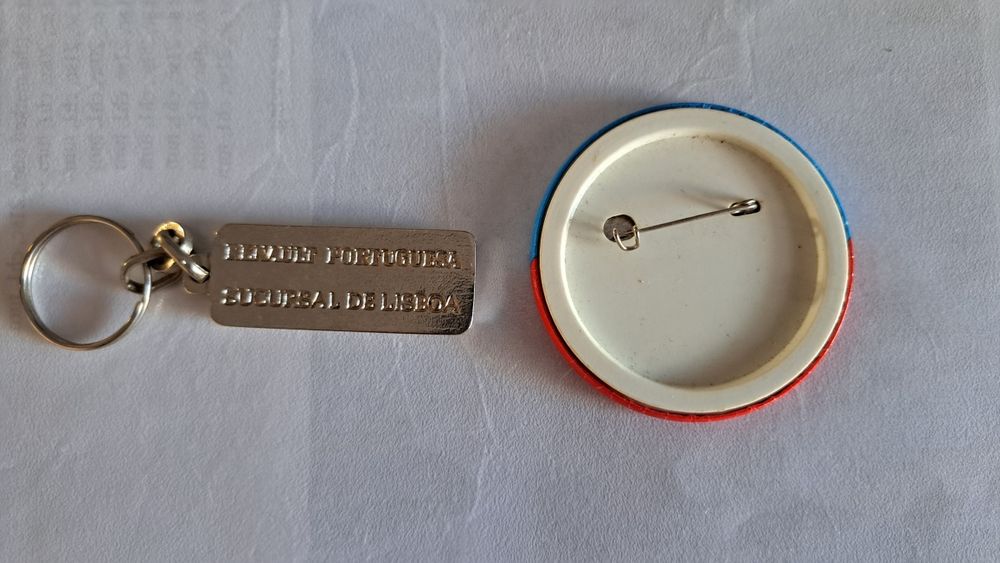 RENAULT PORTUGUESA
SUCURSAL DE LISBOA